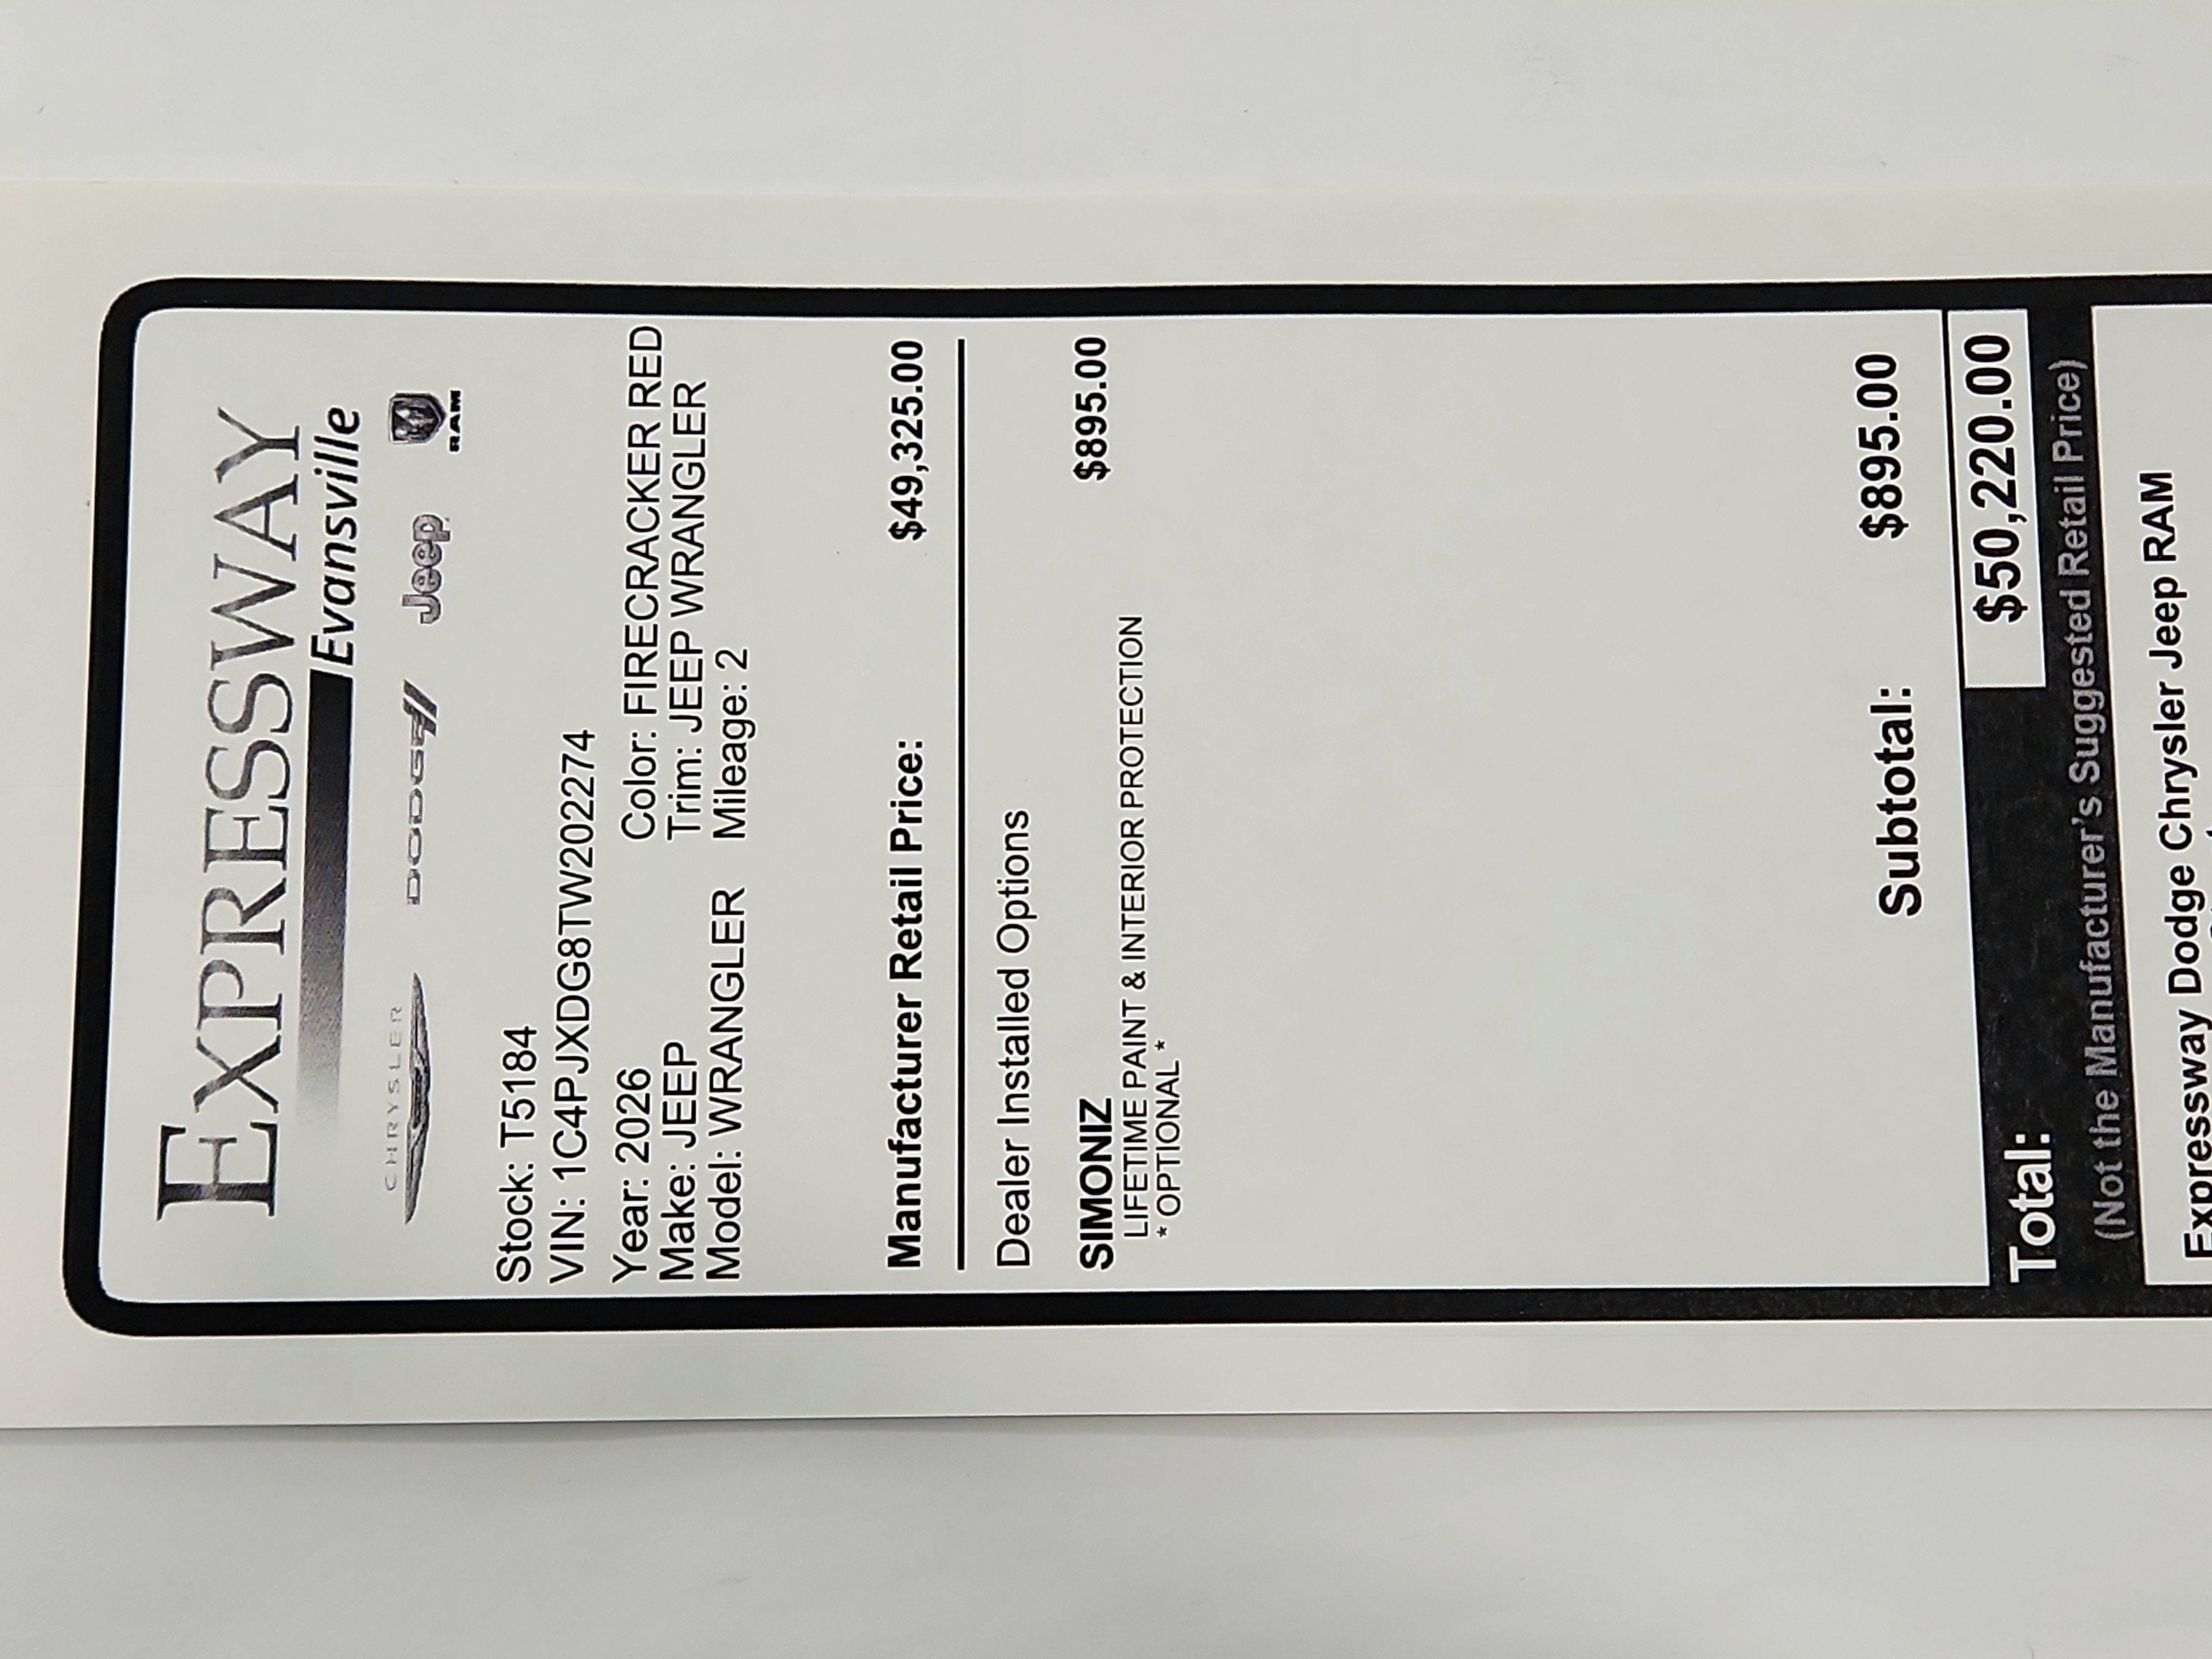 EXPRESSWAY
Evansville
CHRYSLER DODGE Jeep RAM
Stock: T5184
VIN: 1C4PJXDG8TW202274
Year: 2026 Color: FIRECRACKER RED
Make: JEEP Trim: JEEP WRANGLER
Model: WRANGLER Mileage: 2
Manufacturer Retail Price: $49,325.00
Dealer Installed Options
SIMONIZ $895.00
LIFETIME PAINT & INTERIOR PROTECTION
*OPTIONAL*
Subtotal: $895.00
Total: $50,220.00
(Not the Manufacturer's Suggested Retail Price)
Expressway Dodge Chrysler Jeep RAM